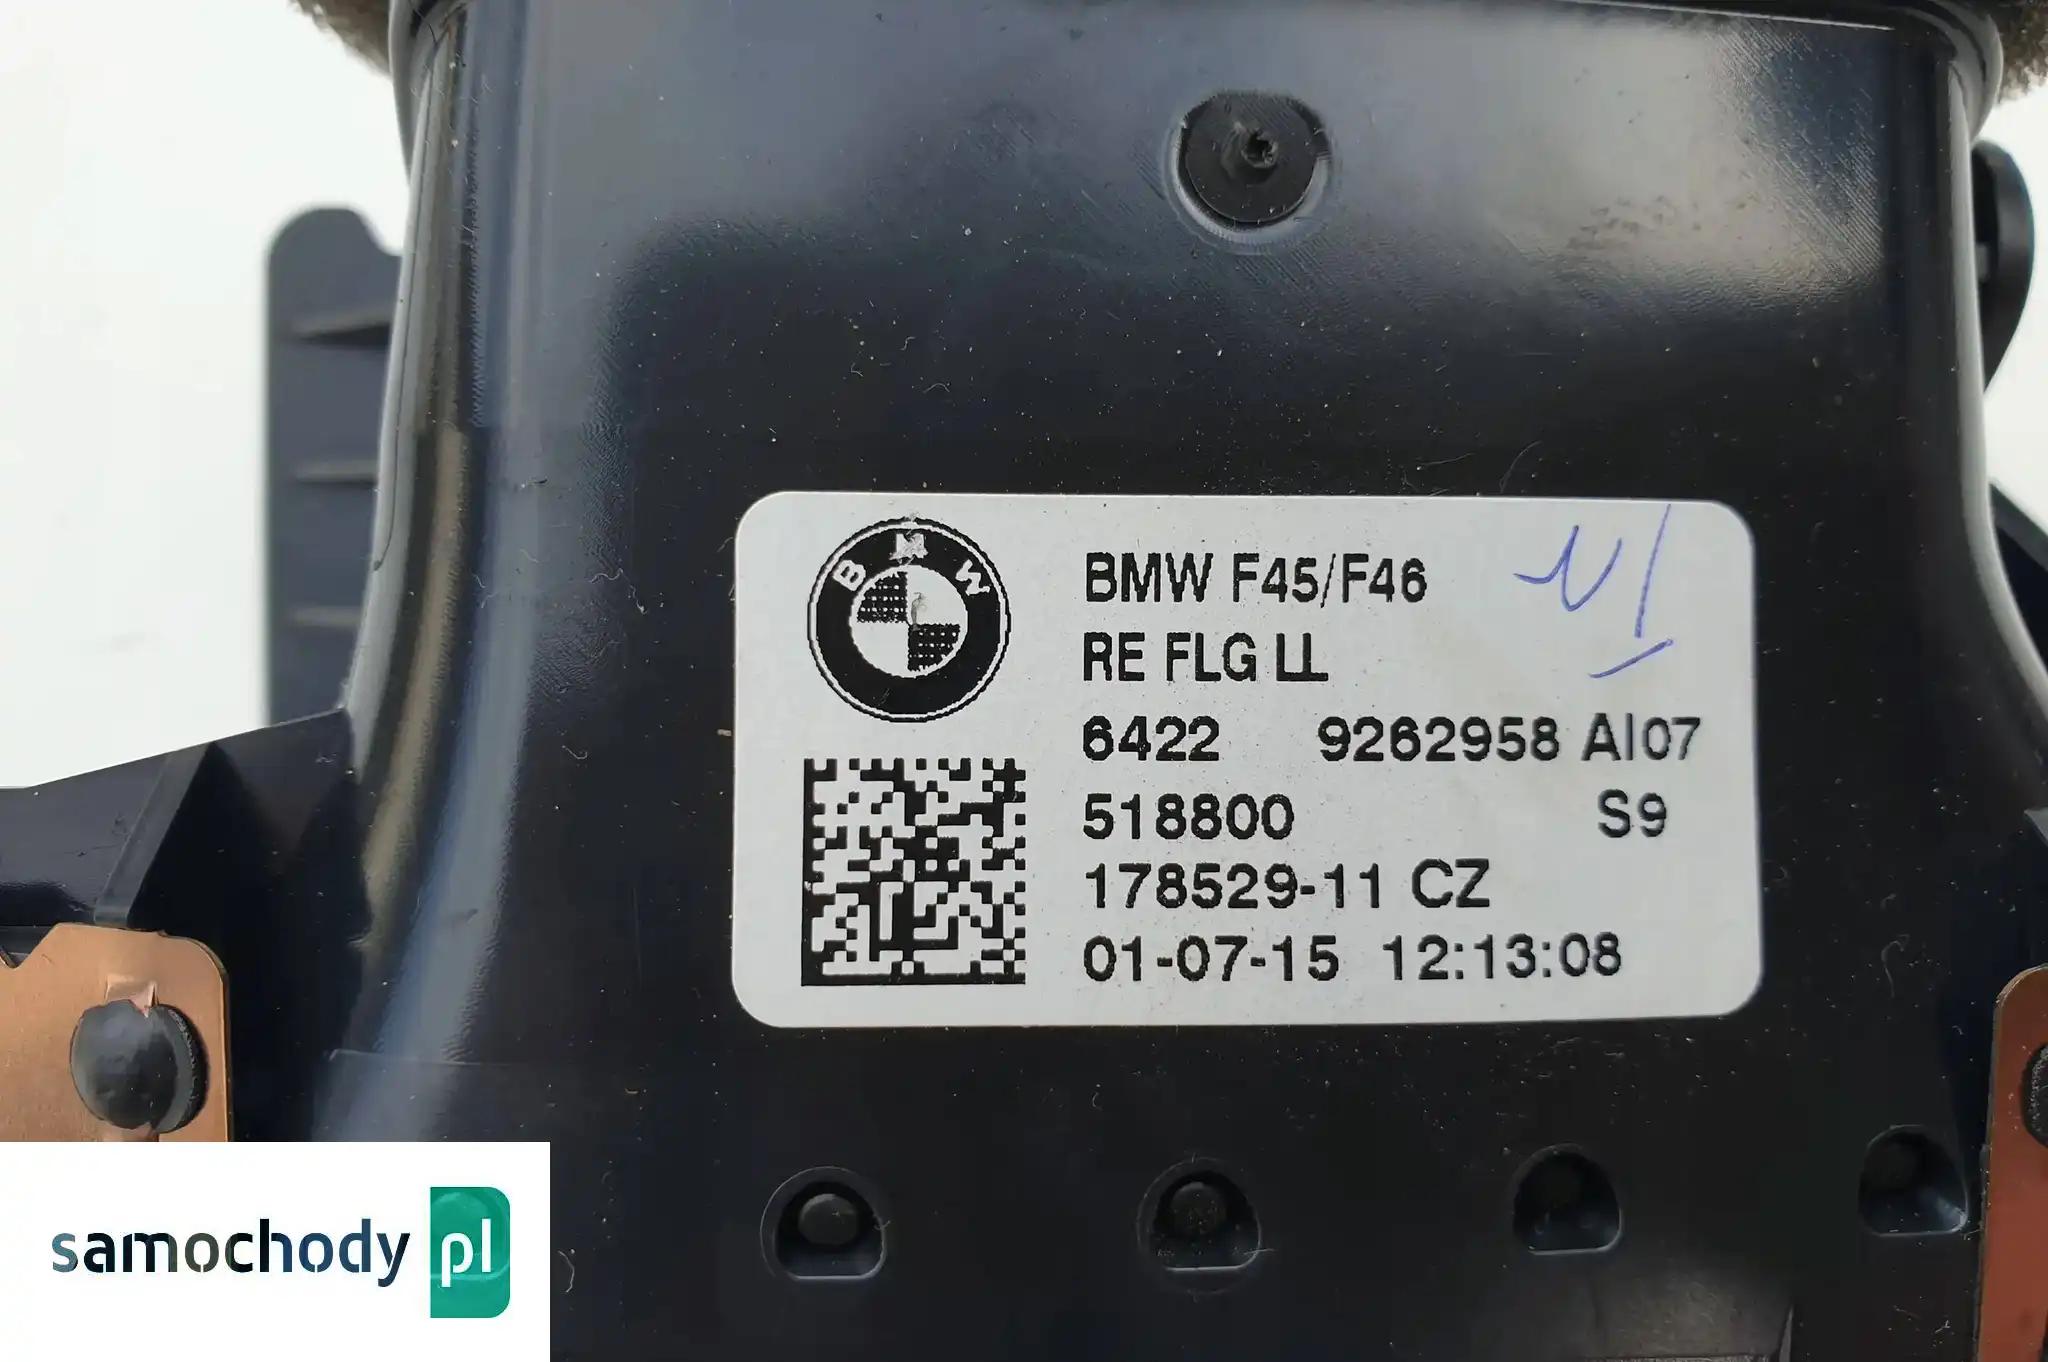 BMW
BMW F45/F46
RE FLG LL
6422 9262958 AI07
518800 S9
178529-11 CZ
01-07-15 12:13:08
samochody pl